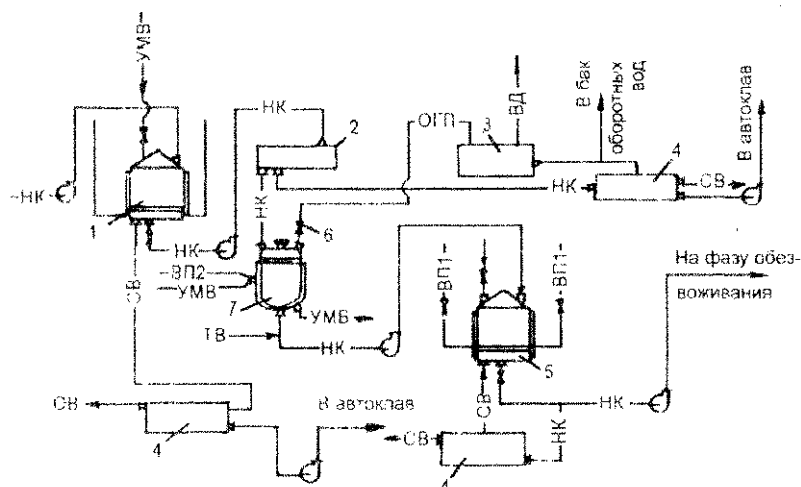 УМВ
НК
2
ОГП
ВД
3
В бак
оборотных
вод
4
СВ
В автоклав
НК
1
НК
НК
НК
6
ВП2
УМВ
7
УМВ
ТВ
НК
ВП1
ВП1
На фазу обез-
воживания
5
СВ
СВ
4
В автоклав
СВ
СВ
4
НК
НК